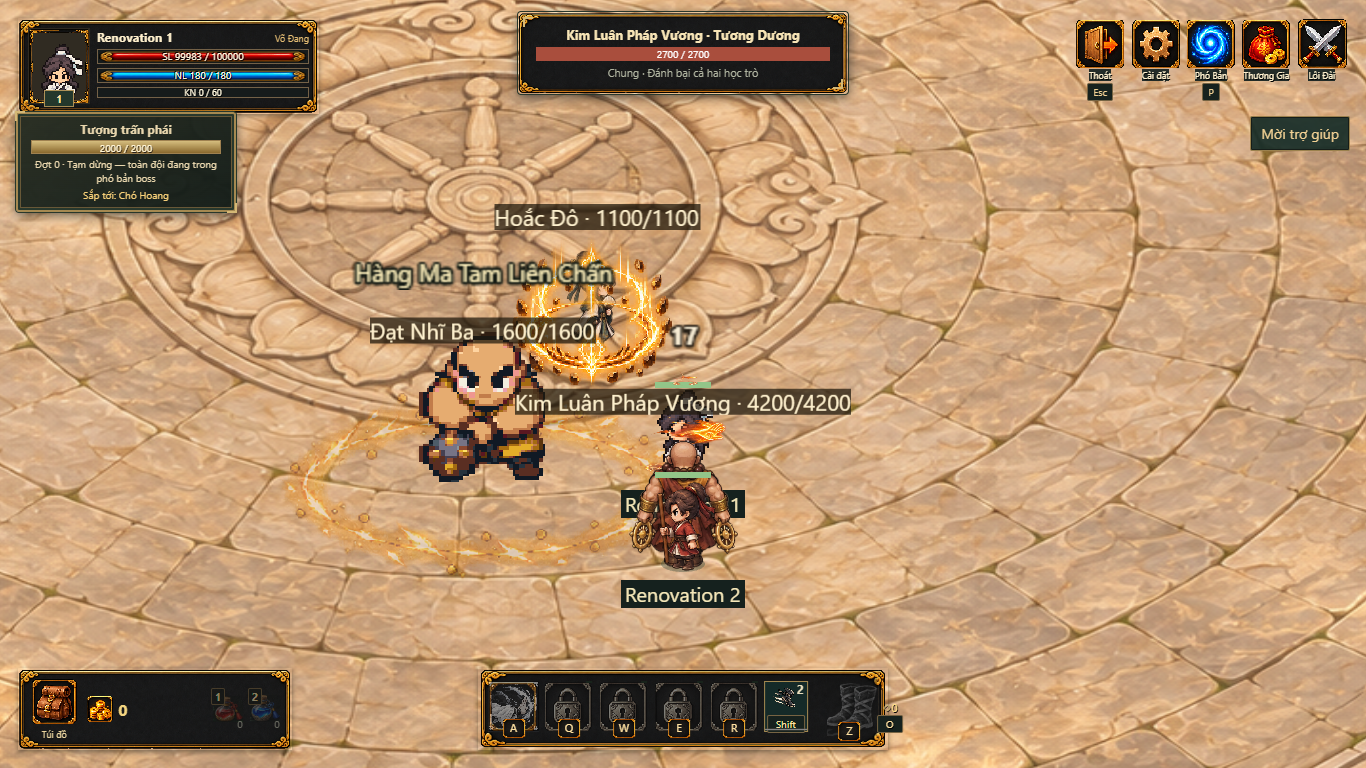 Renovation 1
Võ Đang
SL 99983 / 100000
NL 180 / 180
KN 0 / 60
1
Tượng trấn phái
2000 / 2000
Đợt 0 · Tạm dừng — toàn đội đang trong
phó bản boss
Sắp tới: Chó Hoang
Kim Luân Pháp Vương · Tương Dương
2700 / 2700
Chung · Đánh bại cả hai học trò
Thoát
Cài đặt
Phó Bản
Thương Gia
Lôi Đài
Esc
P
Mời trợ giúp
Hoắc Đô · 1100/1100
Hàng Ma Tam Liên Chấn
Đạt Nhĩ Ba · 1600/1600
17
Kim Luân Pháp Vương · 4200/4200
1
Renovation 2
Túi đồ
0
1
0
2
0
A
Q
W
E
R
2
Shift
Z
O